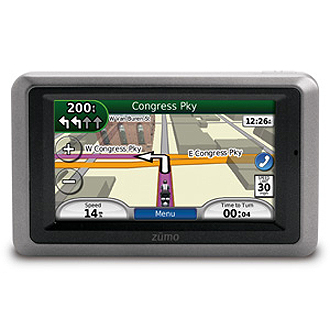 200:
Congress Pky
W Van Buren St
12:26
W Congress Pky
E Congress Pky
SPEED
LIMIT
30
Speed
14
Menu
Time to Turn
00:04
zūmo